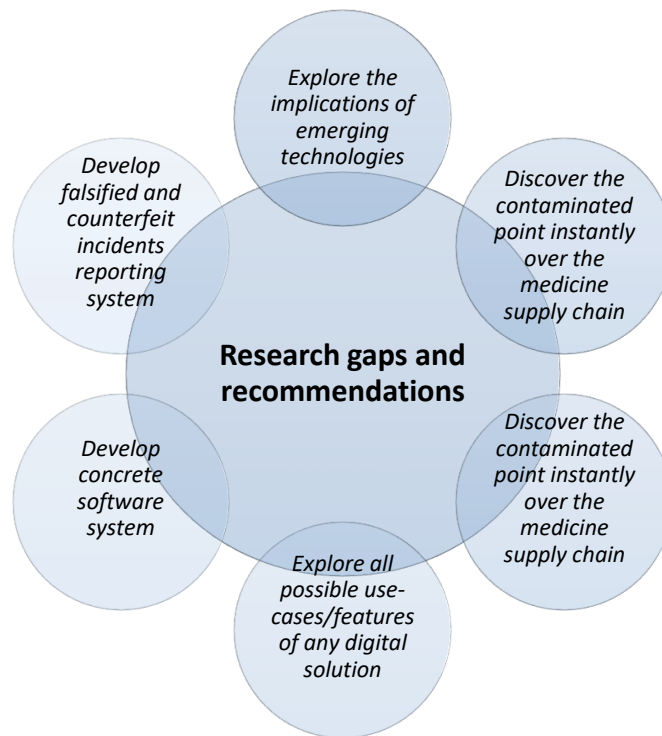 Explore the
implications of
emerging
technologies
Discover the
contaminated
point instantly
over the
medicine
supply chain
Discover the
contaminated
point instantly
over the
medicine
supply chain
Explore all
possible use-
cases/features
of any digital
solution
Develop
concrete
software
system
Develop
falsified and
counterfeit
incidents
reporting
system
Research gaps and
recommendations